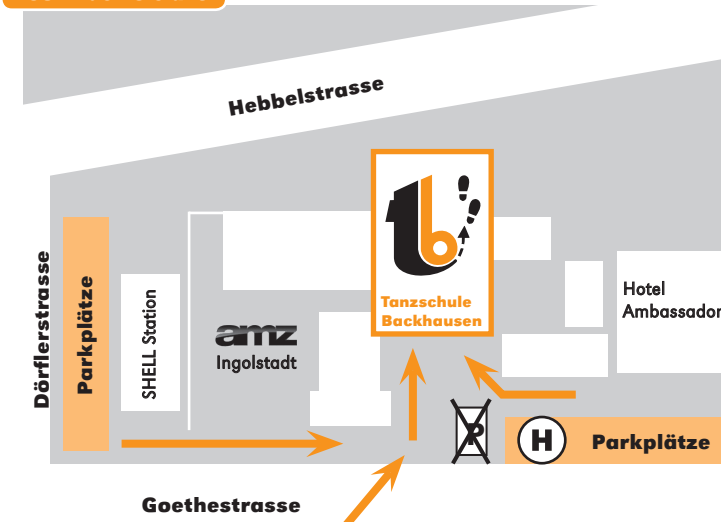 Hebbelstrasse
tb
Tanzschule
Backhausen
Dörflerstrasse
Parkplätze
SHELL Station
amz
Ingolstadt
Hotel
Ambassador
P
H
Parkplätze
Goethestrasse